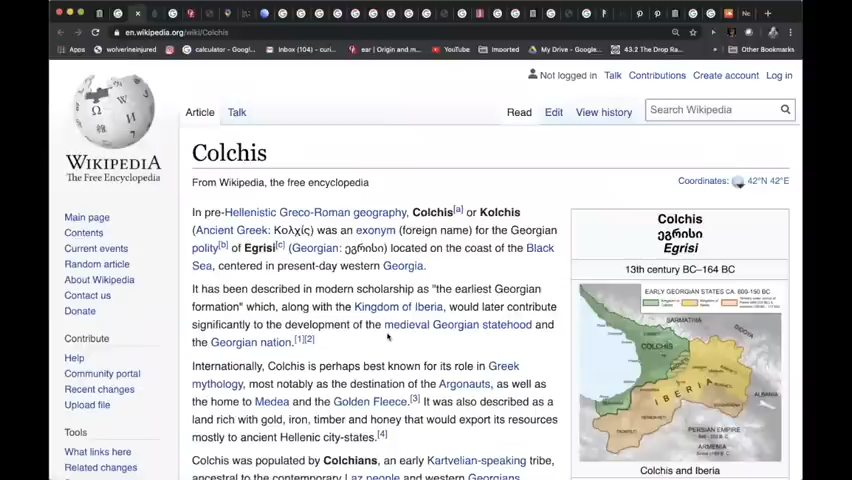 en.wikipedia.org/wiki/Colchis
Apps wolverineinjured calculator - Googl... Inbox (104) - curi... ear | Origin and m... YouTube Imported My Drive - Google... 43.2 The Drop Ra... » Other Bookmarks
Not logged in Talk Contributions Create account Log in
Article Talk Read Edit View history Search Wikipedia
WIKIPEDIA
The Free Encyclopedia
Main page
Contents
Current events
Random article
About Wikipedia
Contact us
Donate
Contribute
Help
Community portal
Recent changes
Upload file
Tools
What links here
Related changes
Colchis
From Wikipedia, the free encyclopedia
Coordinates: 42°N 42°E
In pre-Hellenistic Greco-Roman geography, Colchis[a] or Kolchis
(Ancient Greek: Κολχίς) was an exonym (foreign name) for the Georgian
polity[b] of Egrisi[c] (Georgian: ეგრისი) located on the coast of the Black
Sea, centered in present-day western Georgia.
It has been described in modern scholarship as "the earliest Georgian
formation" which, along with the Kingdom of Iberia, would later contribute
significantly to the development of the medieval Georgian statehood and
the Georgian nation.[1][2]
Internationally, Colchis is perhaps best known for its role in Greek
mythology, most notably as the destination of the Argonauts, as well as
the home to Medea and the Golden Fleece.[3] It was also described as a
land rich with gold, iron, timber and honey that would export its resources
mostly to ancient Hellenic city-states.[4]
Colchis was populated by Colchians, an early Kartvelian-speaking tribe,
ancestral to the contemporary Laz people and western Georgians
Colchis
ეგრისი
Egrisi
13th century BC–164 BC
EARLY GEORGIAN STATES CA. 600-150 BC
SARMATHIA
COLCHIS
IBERIA
ALBANIA
PERSIAN EMPIRE
ARMENIA
Colchis and Iberia